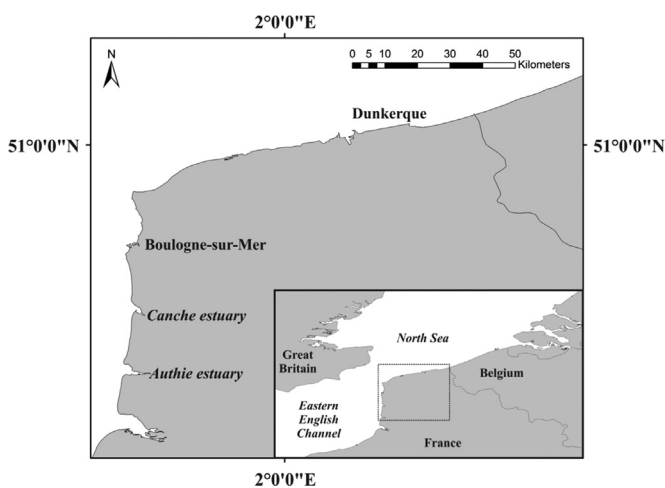 2°0'0"E
N
0 5 10 20 30 40 50
Kilometers
Dunkerque
51°0'0"N
51°0'0"N
Boulogne-sur-Mer
Canche estuary
Authie estuary
North Sea
Great
Britain
Belgium
Eastern
English
Channel
France
2°0'0"E